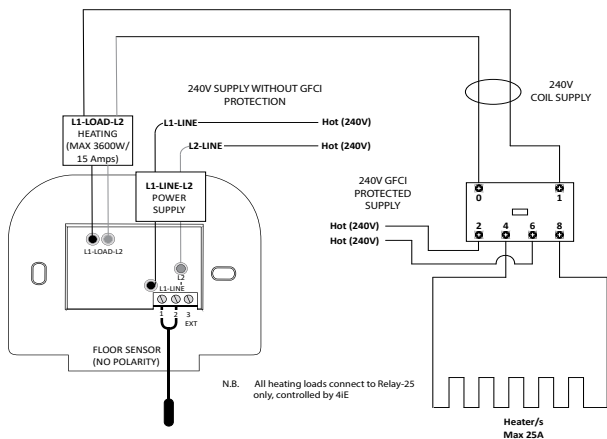 240V SUPPLY WITHOUT GFCI
PROTECTION
240V
COIL SUPPLY
L1-LOAD-L2
HEATING
(MAX 3600W/
15 Amps)
L1-LINE
Hot (240V)
L2-LINE
Hot (240V)
L1-LINE-L2
POWER
SUPPLY
240V GFCI
PROTECTED
SUPPLY
0 1
2 4 6 8
Hot (240V)
Hot (240V)
L1-LOAD-L2
L2
L1-LINE
1 2 3
EXT
FLOOR SENSOR
(NO POLARITY)
N.B. All heating loads connect to Relay-25
only, controlled by 4iE
Heater/s
Max 25A